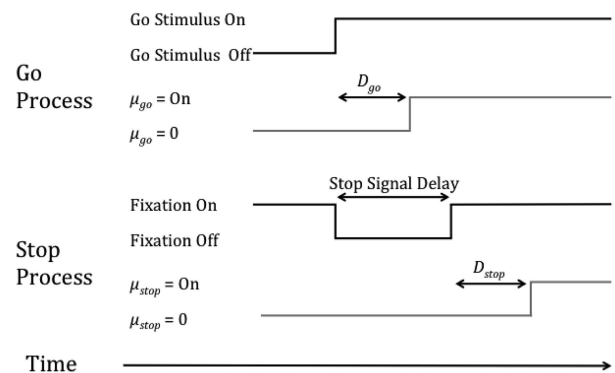 Go Stimulus On
Go Stimulus Off
Go
Process
D_go
μ_go = On
μ_go = 0
Stop Signal Delay
Fixation On
Fixation Off
Stop
Process
D_stop
μ_stop = On
μ_stop = 0
Time